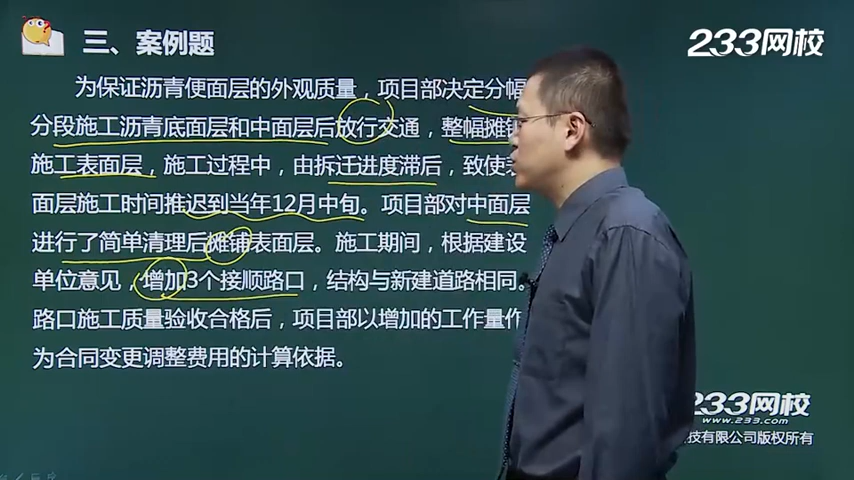 三、案例题
233网校
为保证沥青便面层的外观质量，项目部决定分幅
分段施工沥青底面层和中面层后放行交通，整幅摊
施工表面层，施工过程中，由拆迁进度滞后，致使
面层施工时间推迟到当年12月中旬。项目部对中面层
进行了简单清理后摊铺表面层。施工期间，根据建设
单位意见，增加3个接顺路口，结构与新建道路相同。
路口施工质量验收合格后，项目部以增加的工作量作
为合同变更调整费用的计算依据。
233网校
www.233.com
技有限公司版权所有